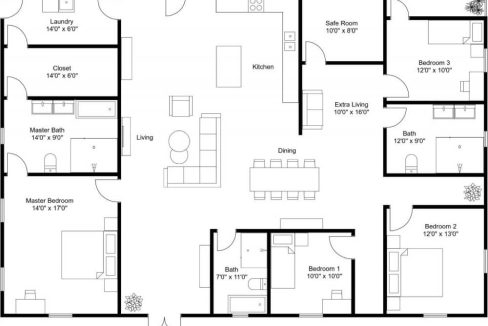 Laundry
14'0" x 6'0"
Safe Room
10'0" x 8'0"
Closet
14'0" x 6'0"
Kitchen
Bedroom 3
12'0" x 10'0"
Extra Living
10'0" x 16'0"
Master Bath
14'0" x 9'0"
Living
Bath
12'0" x 9'0"
Dining
Master Bedroom
14'0" x 17'0"
Bedroom 2
12'0" x 13'0"
Bath
7'0" x 11'0"
Bedroom 1
10'0" x 10'0"